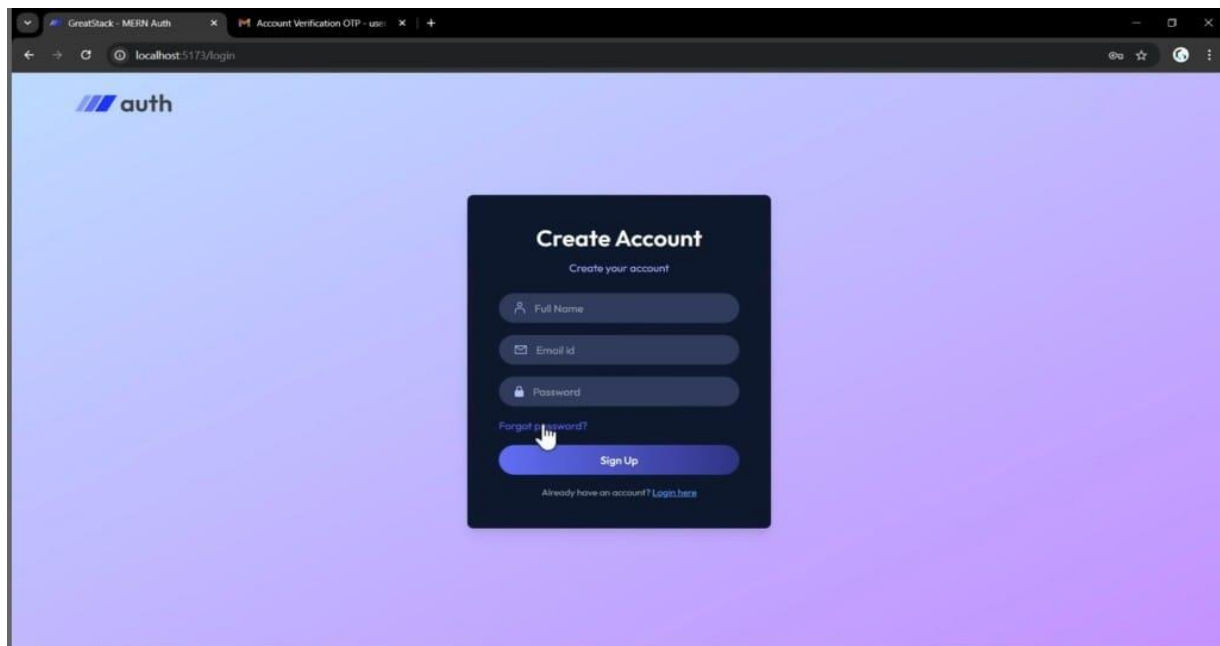 GreatStack - MERN Auth
Account Verification OTP - use
localhost:5173/login
auth
Create Account
Create your account
Full Name
Email id
Password
Forgot password?
Sign Up
Already have an account? Login here